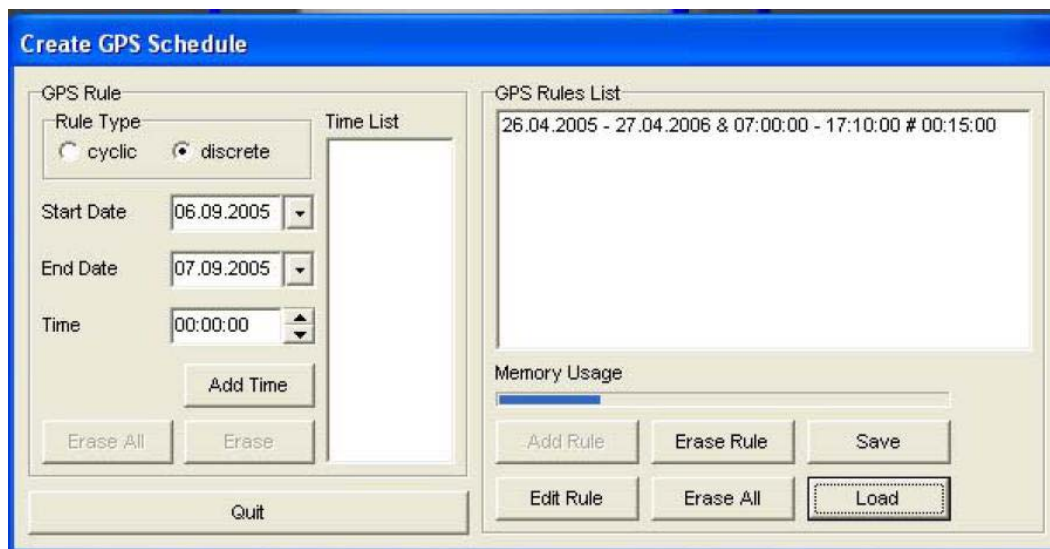 Create GPS Schedule
GPS Rule
Rule Type
cyclic discrete
Time List
Start Date 06.09.2005
End Date 07.09.2005
Time 00:00:00
Add Time
Erase All Erase
Quit
GPS Rules List
26.04.2005 - 27.04.2006 & 07:00:00 - 17:10:00 # 00:15:00
Memory Usage
Add Rule Erase Rule Save
Edit Rule Erase All Load